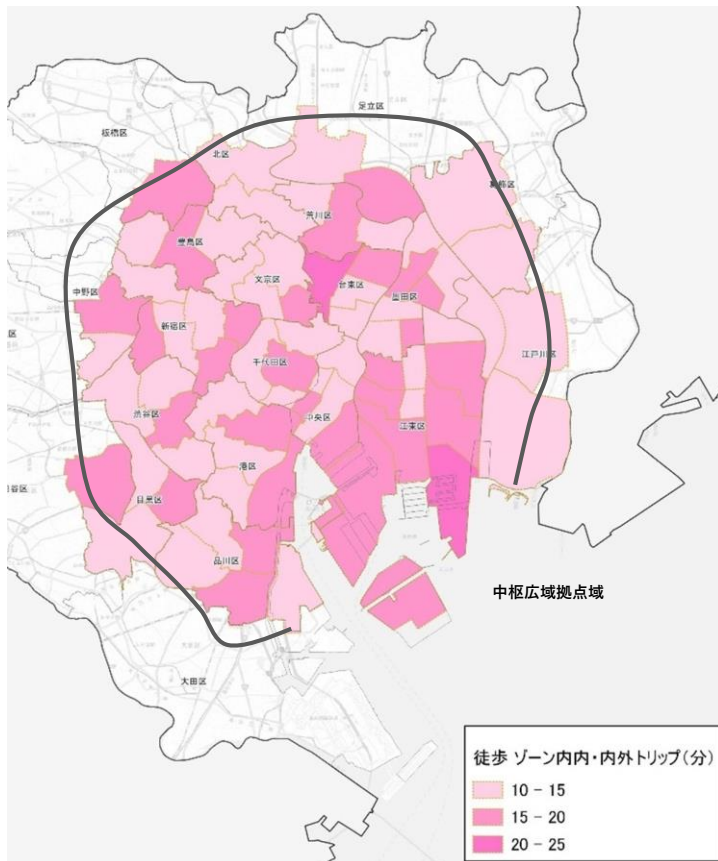 足立区
板橋区
北区
葛飾区
荒川区
豊島区
文京区
台東区
中野区
墨田区
新宿区
江戸川区
千代田区
渋谷区
中央区
江東区
港区
目黒区
品川区
中枢広域拠点域
大田区
徒歩 ゾーン内内・内外トリップ(分)
10 - 15
15 - 20
20 - 25